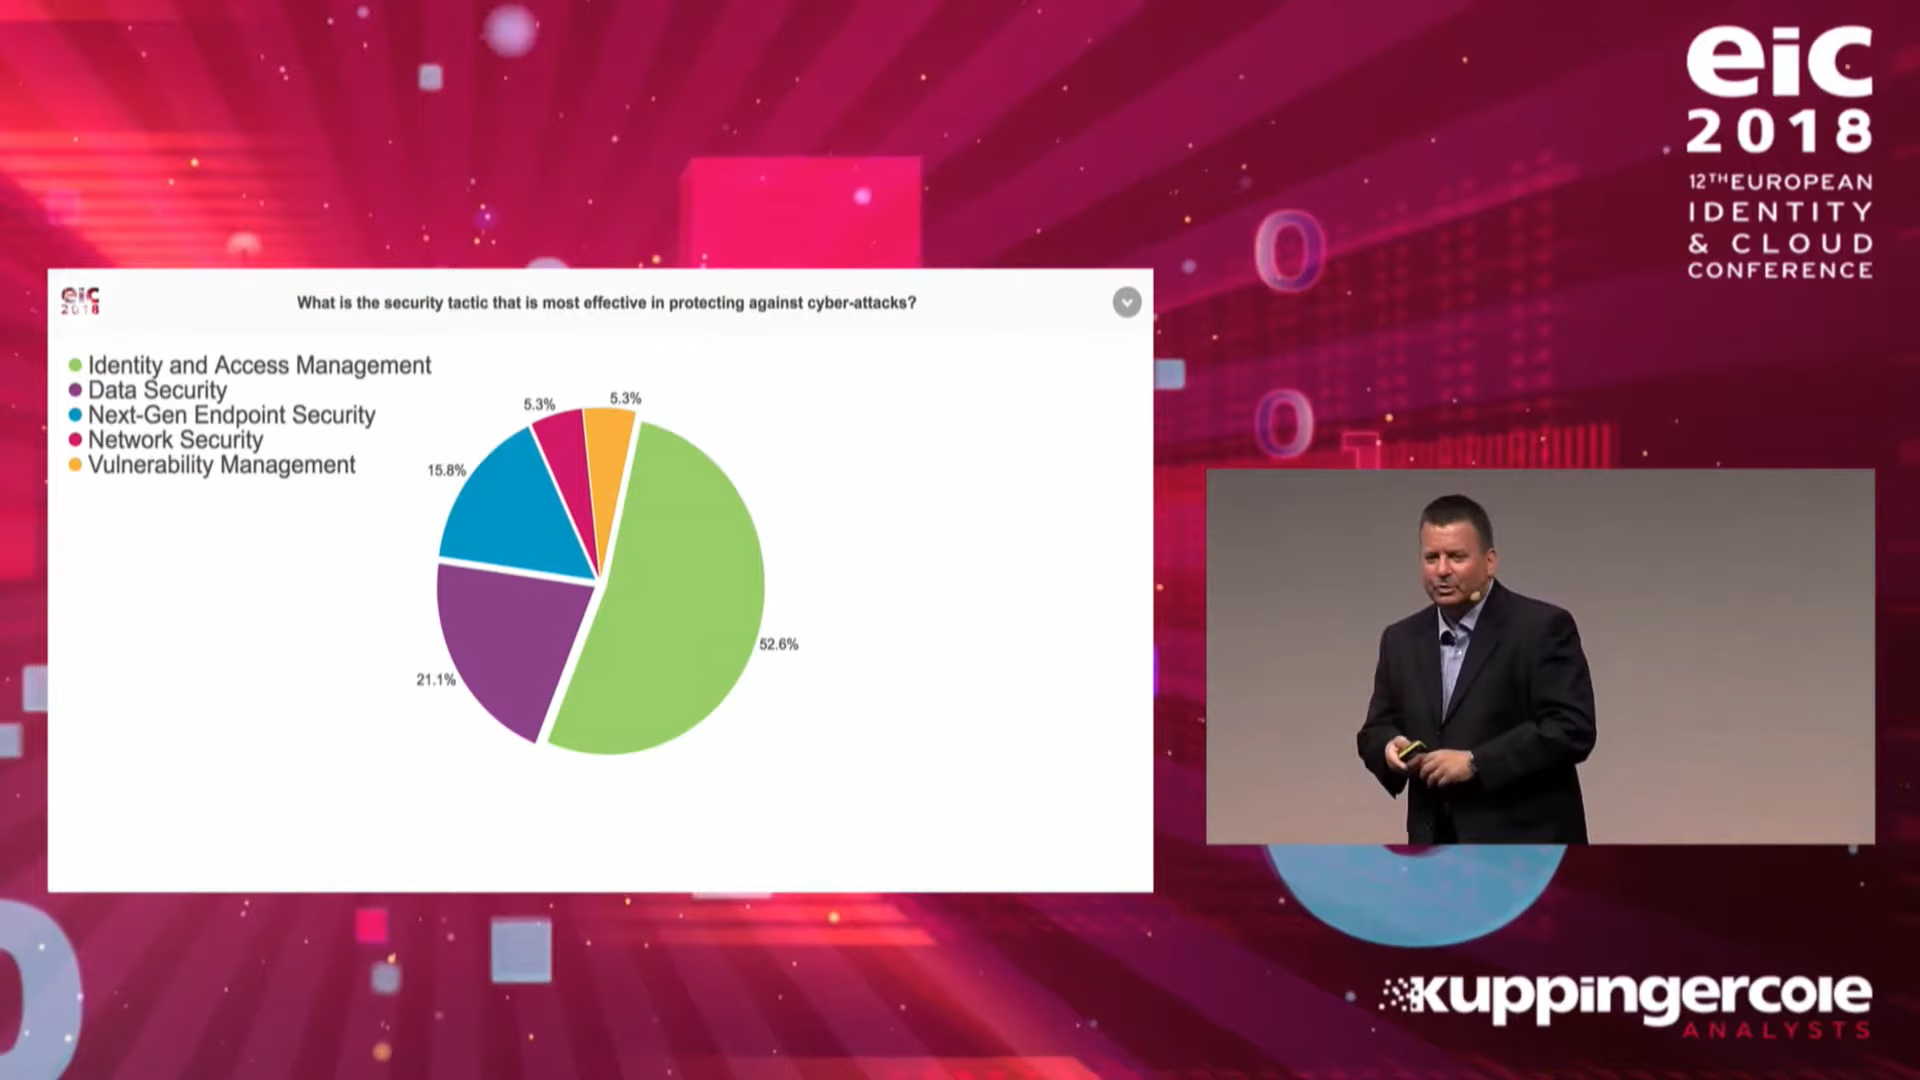 eic
2018
12TH EUROPEAN
IDENTITY
& CLOUD
CONFERENCE
eic
2018
What is the security tactic that is most effective in protecting against cyber-attacks?
Identity and Access Management
Data Security
Next-Gen Endpoint Security
Network Security
Vulnerability Management
5.3%
5.3%
15.8%
52.6%
21.1%
kuppingercole
ANALYSTS